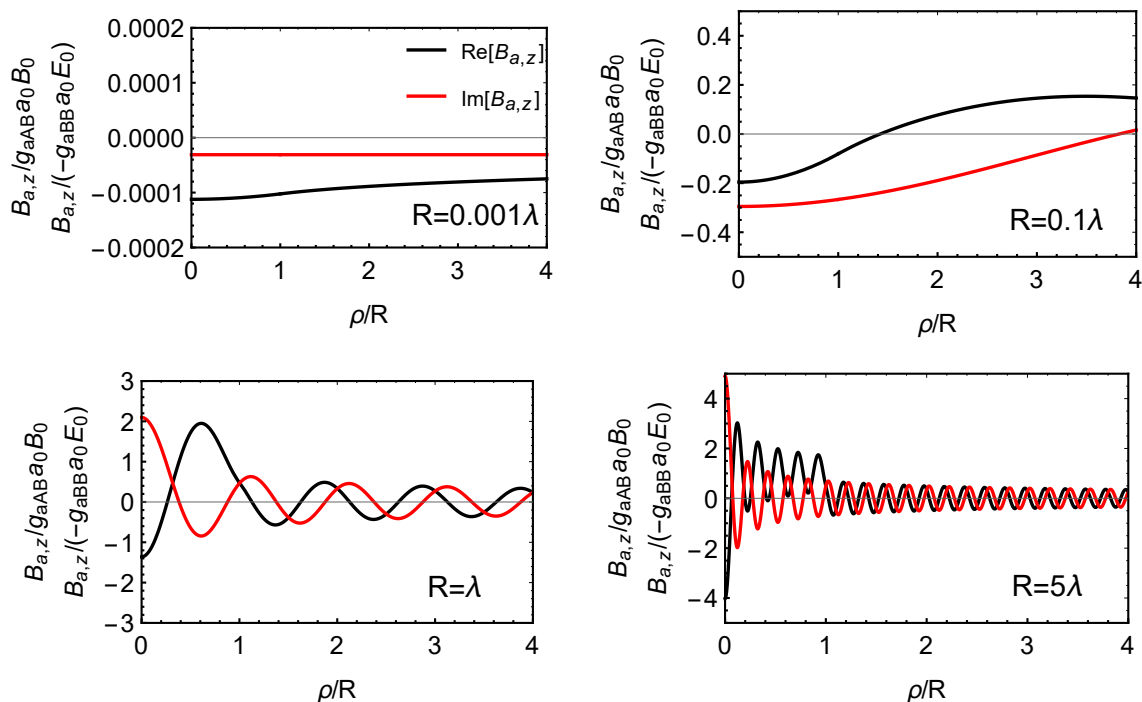 0.0001
0.0000
−0.0001
−0.0002
0 1 2 3 4
ρ/R
B_{a,z}/g_{aAB}a_0B_0
B_{a,z}/(−g_{aBB}a_0E_0)
Re[B_{a,z}]
Im[B_{a,z}]
R=0.001λ
0.4
0.2
0.0
−0.2
−0.4
0 1 2 3 4
ρ/R
B_{a,z}/g_{aAB}a_0B_0
B_{a,z}/(−g_{aBB}a_0E_0)
R=0.1λ
3
2
1
0
−1
−2
−3
0 1 2 3 4
ρ/R
B_{a,z}/g_{aAB}a_0B_0
B_{a,z}/(−g_{aBB}a_0E_0)
R=λ
4
2
0
−2
−4
0 1 2 3 4
ρ/R
B_{a,z}/g_{aAB}a_0B_0
B_{a,z}/(−g_{aBB}a_0E_0)
R=5λ